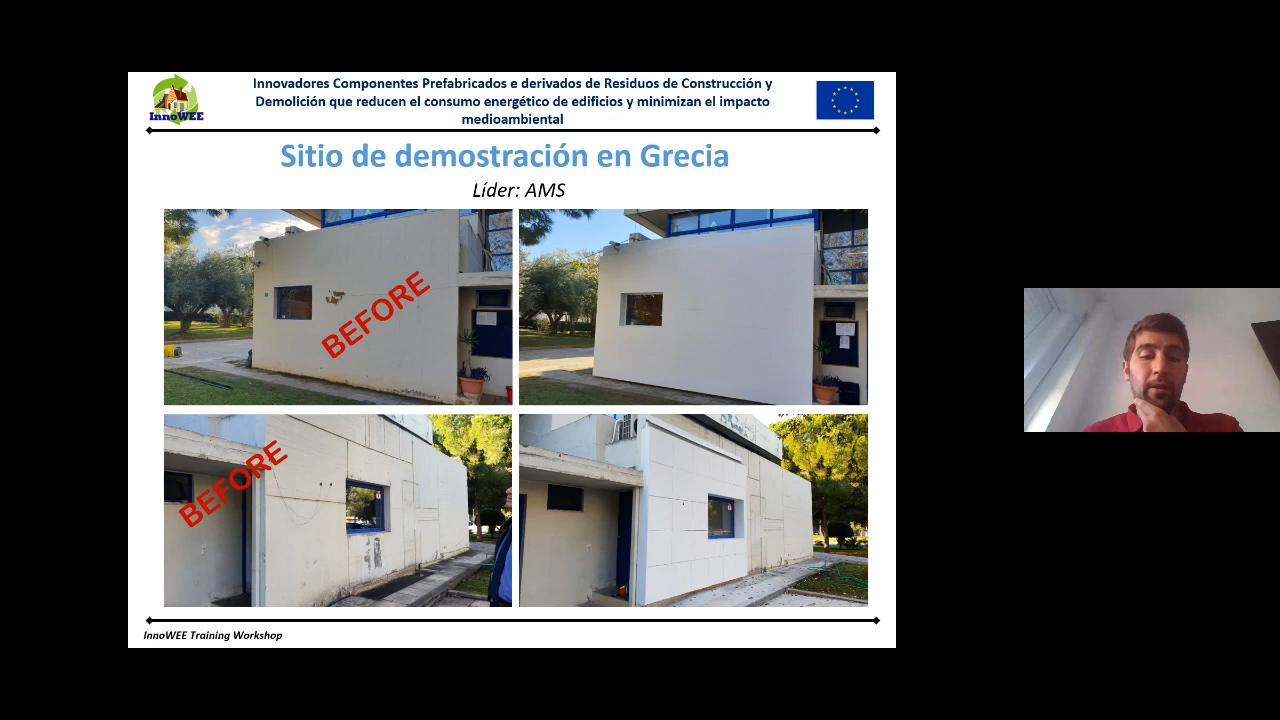 Innovadores Componentes Prefabricados e derivados de Residuos de Construcción y
Demolición que reducen el consumo energético de edificios y minimizan el impacto
medioambiental
InnoWEE
Sitio de demostración en Grecia
Líder: AMS
BEFORE
BEFORE
InnoWEE Training Workshop